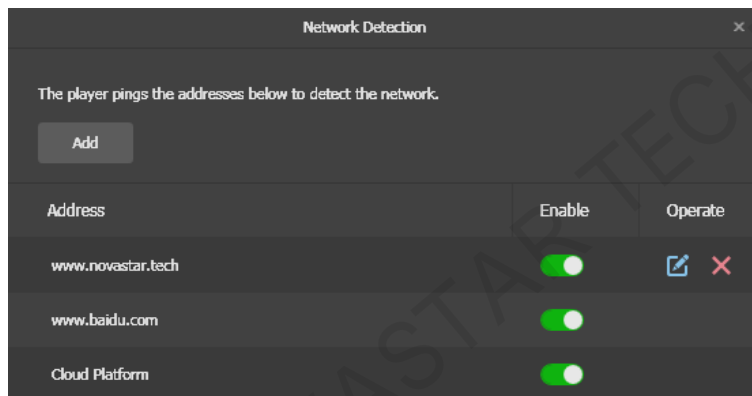 Network Detection
The player pings the addresses below to detect the network.
Add
Address Enable Operate
www.novastar.tech
www.baidu.com
Cloud Platform